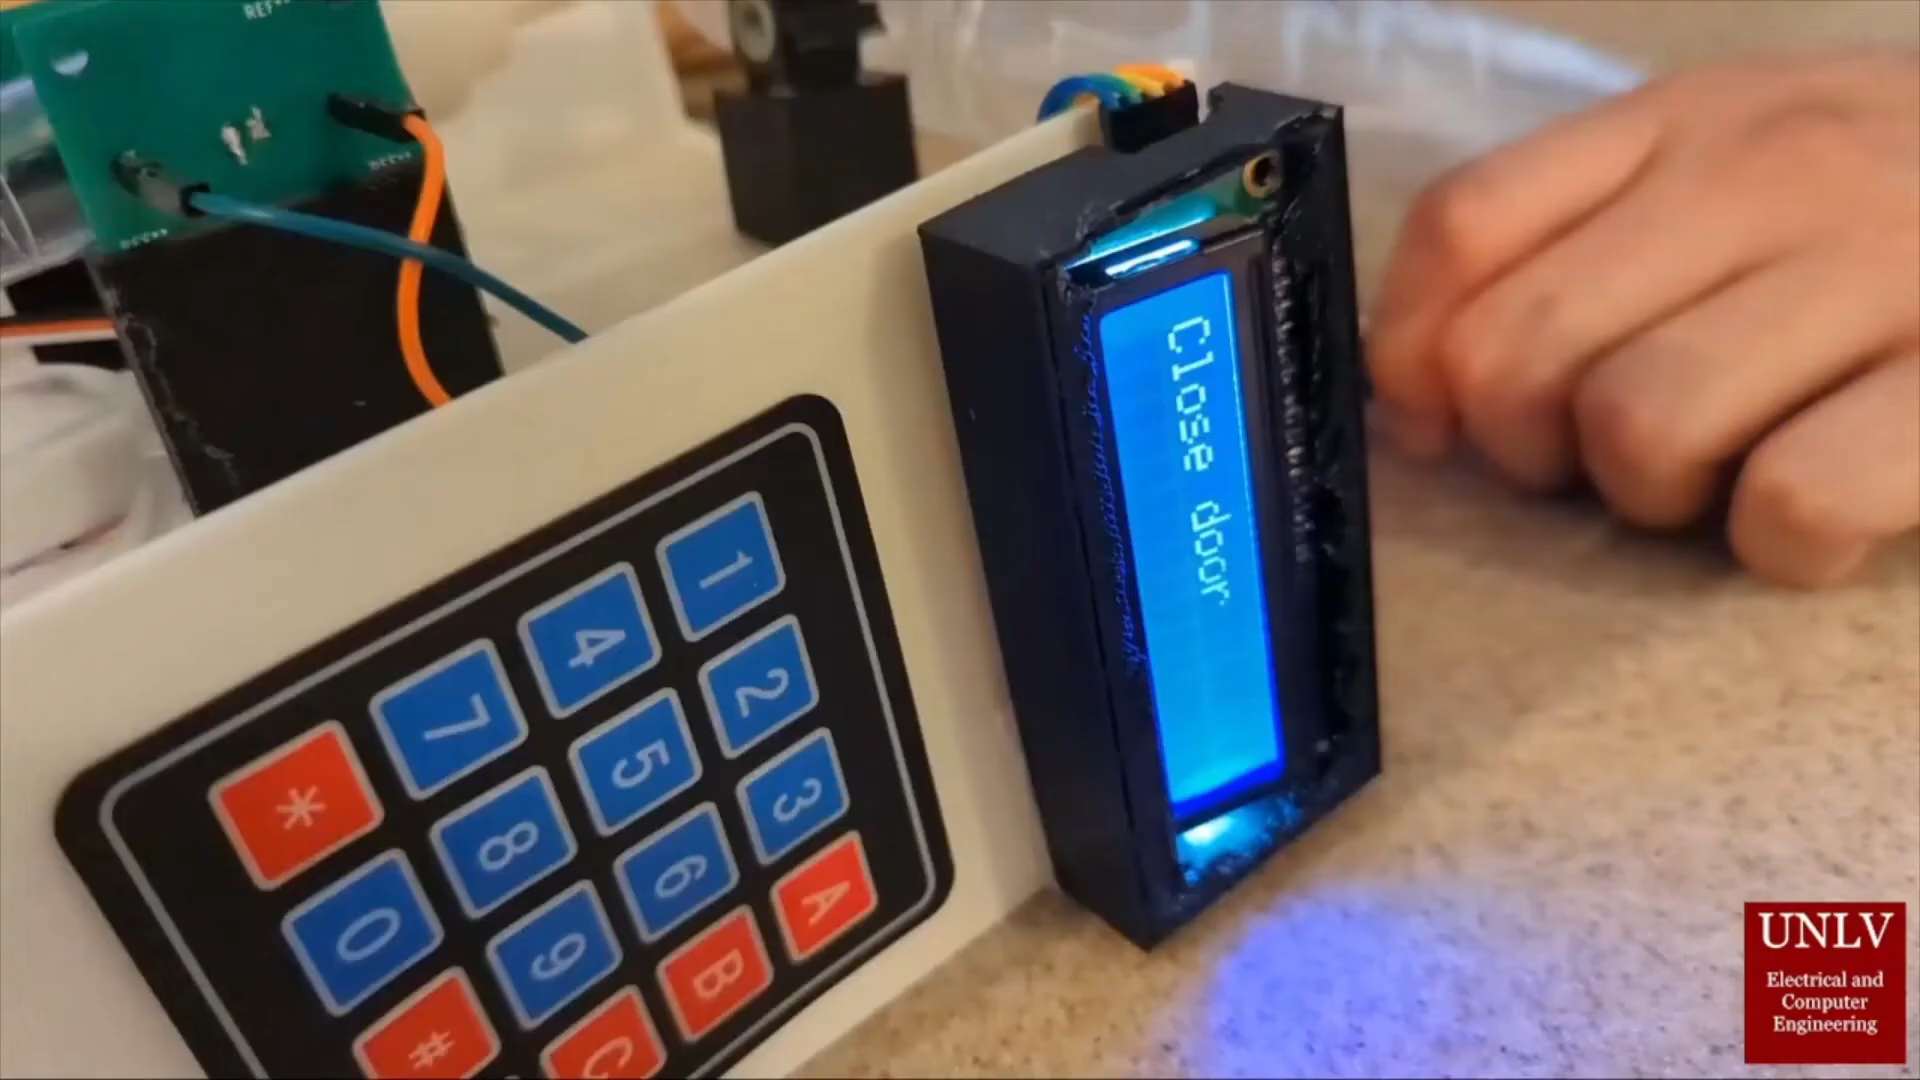 Close door
1 2 3 A
4 5 6 B
7 8 9 C
* 0 #
UNLV
Electrical and
Computer
Engineering